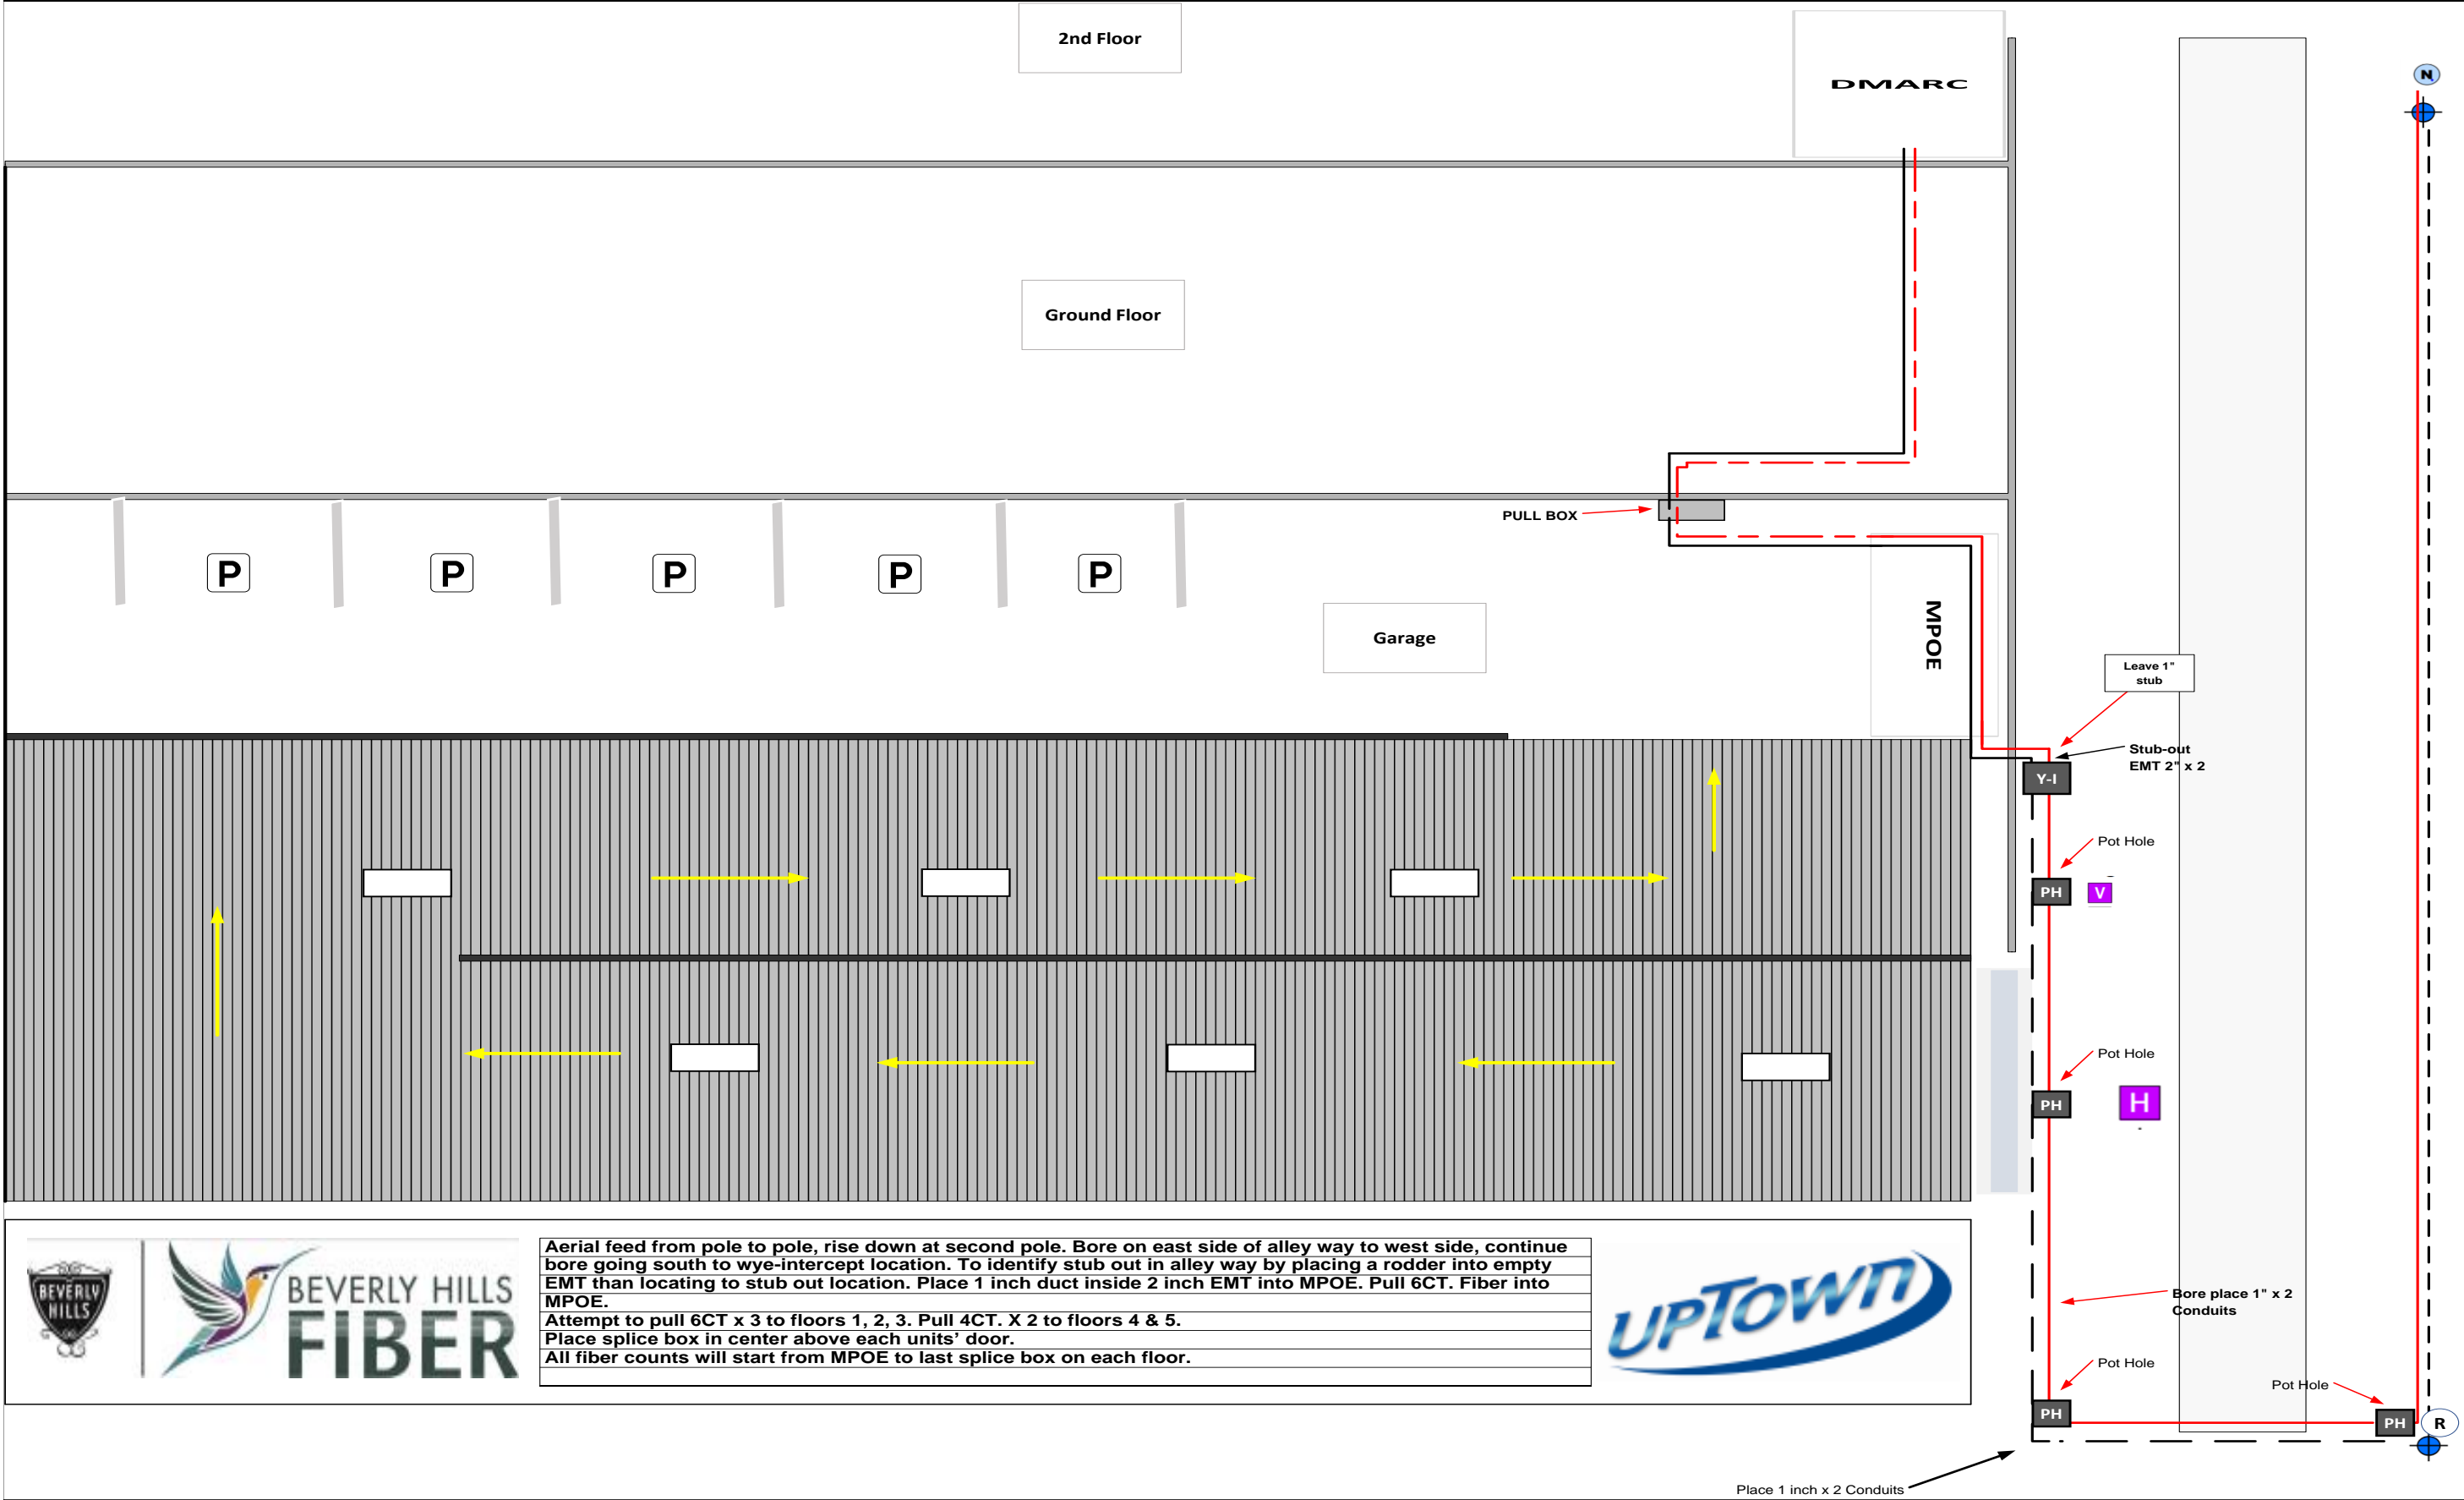 2nd Floor
DMARC
N
Ground Floor
PULL BOX
P
P
P
P
P
Garage
MPOE
Leave 1"
stub
Stub-out
EMT 2" x 2
Y-I
Pot Hole
PH
V
Pot Hole
PH
H
BEVERLY
HILLS
BEVERLY HILLS
FIBER
Aerial feed from pole to pole, rise down at second pole. Bore on east side of alley way to west side, continue
bore going south to wye-intercept location. To identify stub out in alley way by placing a rodder into empty
EMT than locating to stub out location. Place 1 inch duct inside 2 inch EMT into MPOE. Pull 6CT. Fiber into
MPOE.
Attempt to pull 6CT x 3 to floors 1, 2, 3. Pull 4CT. X 2 to floors 4 & 5.
Place splice box in center above each units' door.
All fiber counts will start from MPOE to last splice box on each floor.
UPTOWN
Bore place 1" x 2
Conduits
Pot Hole
PH
Pot Hole
PH
R
Place 1 inch x 2 Conduits